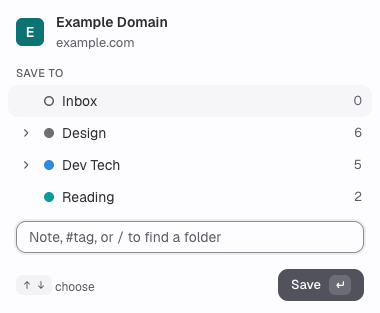 E
Example Domain
example.com
SAVE TO
Inbox 0
Design 6
Dev Tech 5
Reading 2
Note, #tag, or / to find a folder
↑ ↓ choose
Save ↵